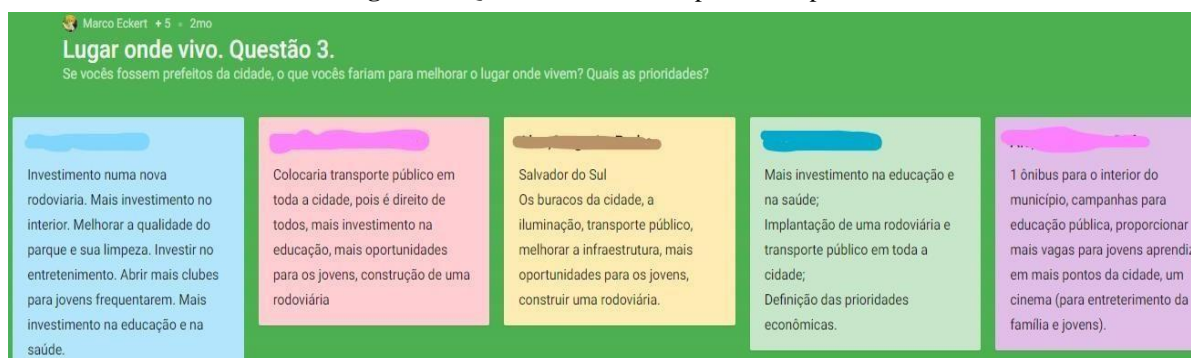 Marco Eckert +5 • 2mo
Lugar onde vivo. Questão 3.
Se vocês fossem prefeitos da cidade, o que vocês fariam para melhorar o lugar onde vivem? Quais as prioridades?
Investimento numa nova
rodoviaria. Mais investimento no
interior. Melhorar a qualidade do
parque e sua limpeza. Investir no
entretenimento. Abrir mais clubes
para jovens frequentarem. Mais
investimento na educação e na
saúde.
Colocaria transporte público em
toda a cidade, pois é direito de
todos, mais investimento na
educação, mais oportunidades
para os jovens, construção de uma
rodoviária
Salvador do Sul
Os buracos da cidade, a
iluminação, transporte público,
melhorar a infraestrutura, mais
oportunidades para os jovens,
construir uma rodoviária.
Mais investimento na educação e
na saúde;
Implantação de uma rodoviária e
transporte público em toda a
cidade;
Definição das prioridades
econômicas.
1 ônibus para o interior do
município, campanhas para
educação pública, proporcionar
mais vagas para jovens aprendiz
em mais pontos da cidade, um
cinema (para entreterimento da
família e jovens).